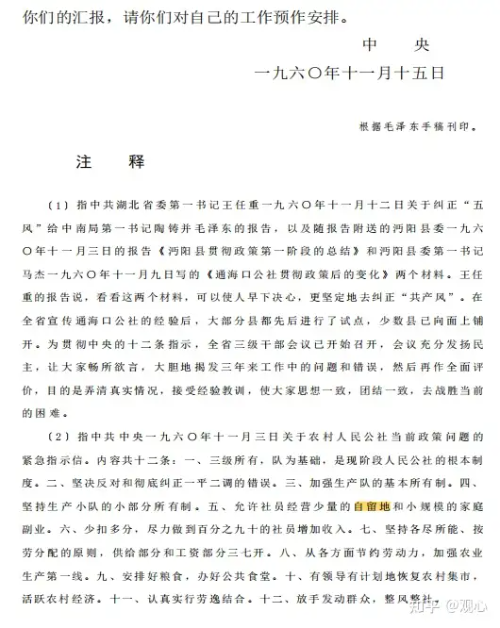 你们的汇报，请你们对自己的工作预作安排。
中 央
一九六〇年十一月十五日
根据毛泽东手稿刊印。
注 释
（1）指中共湖北省委第一书记王任重一九六〇年十一月十二日关于纠正“五
风”给中南局第一书记陶铸并毛泽东的报告，以及随报告附送的沔阳县委一九六
〇年十一月三日的报告《沔阳县贯彻政策第一阶段的总结》和沔阳县委第一书记
马杰一九六〇年十一月九日写的《通海口公社贯彻政策后的变化》两个材料。王任
重的报告说，看看这两个材料，可以使人早下决心，更坚定地去纠正“共产风”。在
全省宣传通海口公社的经验后，大部分县都先后进行了试点，少数县已向面上铺
开。为贯彻中央的十二条指示，全省三级干部会议已开始召开，会议充分发扬民
主，让大家畅所欲言，大胆地揭发三年来工作中的问题和错误，然后再作全面评
价，目的是弄清真实情况，接受经验教训，使大家思想一致，团结一致，去战胜当前
的困难。
（2）指中共中央一九六〇年十一月三日关于农村人民公社当前政策问题的
紧急指示信。内容共十二条：一、三级所有，队为基础，是现阶段人民公社的根本制
度。二、坚决反对和彻底纠正一平二调的错误。三、加强生产队的基本所有制。四、
坚持生产小队的小部分所有制。五、允许社员经营少量的自留地和小规模的家庭
副业。六、少扣多分，尽力做到百分之九十的社员增加收入。七、坚持各尽所能、按
劳分配的原则，供给部分和工资部分三七开。八、从各方面节约劳动力，加强农业
生产第一线。九、安排好粮食，办好公共食堂。十、有领导有计划地恢复农村集市，
活跃农村经济。十一、认真实行劳逸结合。十二、放手发动群众，整风整社。
知乎 @观心